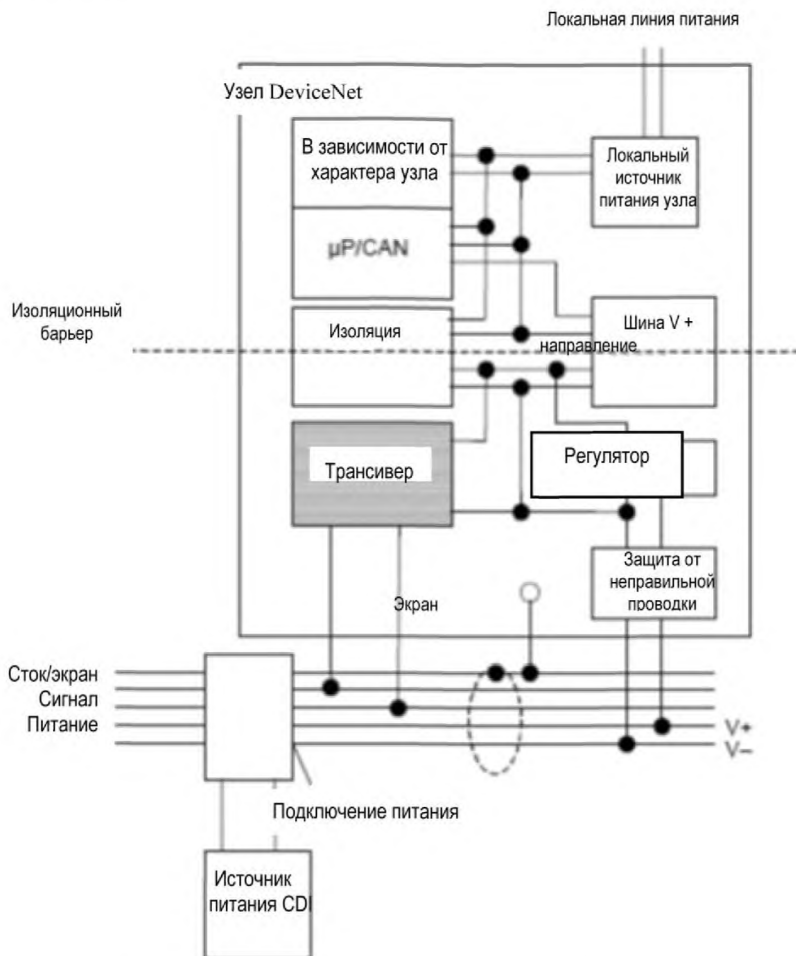 Локальная линия питания
Узел DeviceNet
В зависимости от
характера узла
Локальный
источник
питания узла
µP/CAN
Изоляционный
барьер
Изоляция
Шина V +
направление
Трансивер
Регулятор
Защита от
неправильной
проводки
Экран
Сток/экран
Сигнал
Питание
V+
V–
Подключение питания
Источник
питания CDI